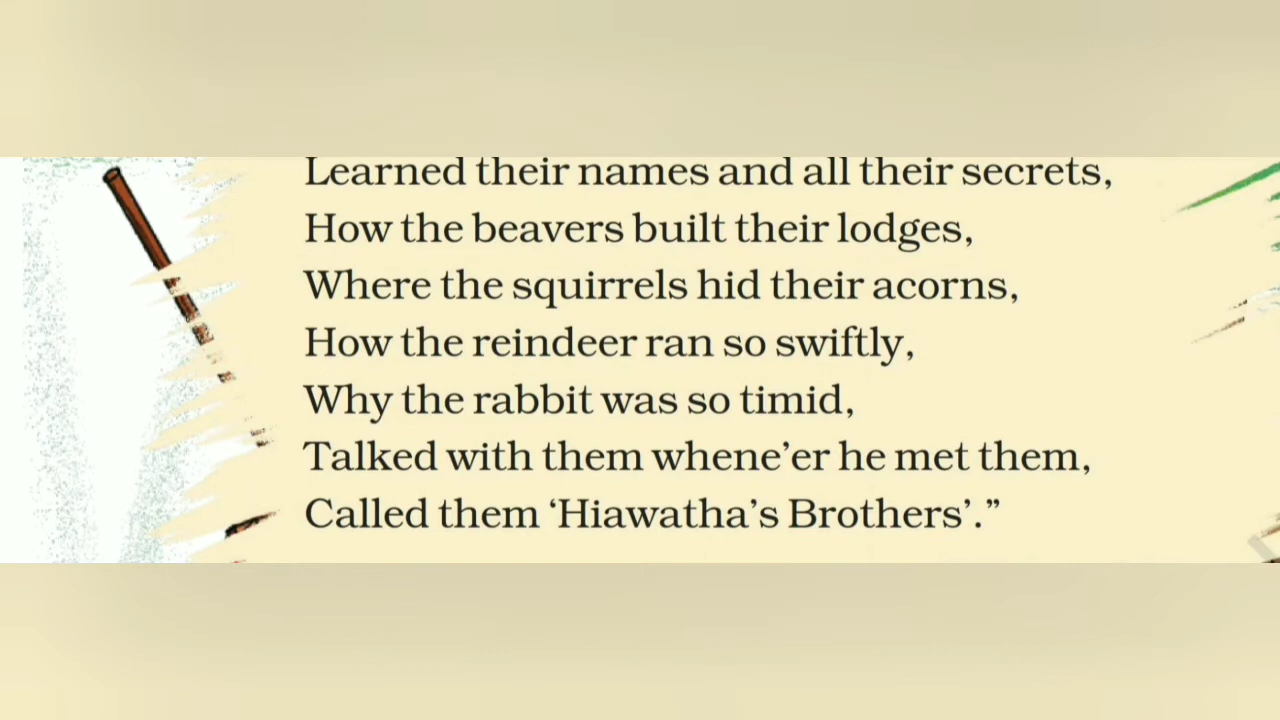 Learned their names and all their secrets,
How the beavers built their lodges,
Where the squirrels hid their acorns,
How the reindeer ran so swiftly,
Why the rabbit was so timid,
Talked with them whene’er he met them,
Called them ‘Hiawatha’s Brothers’.”